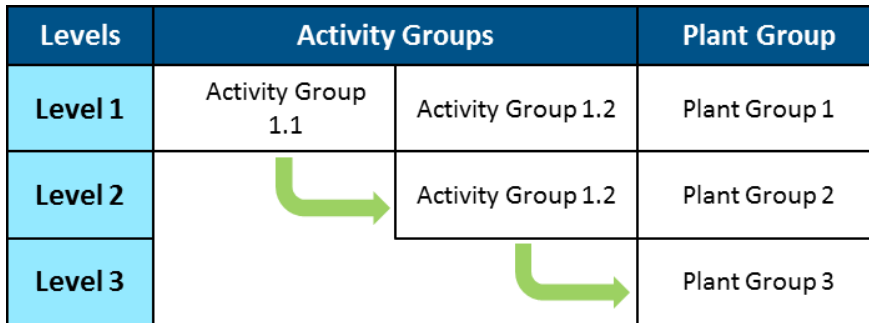 Levels Activity Groups Plant Group
Level 1 Activity Group
1.1 Activity Group 1.2 Plant Group 1
Level 2 Activity Group 1.2 Plant Group 2
Level 3 Plant Group 3